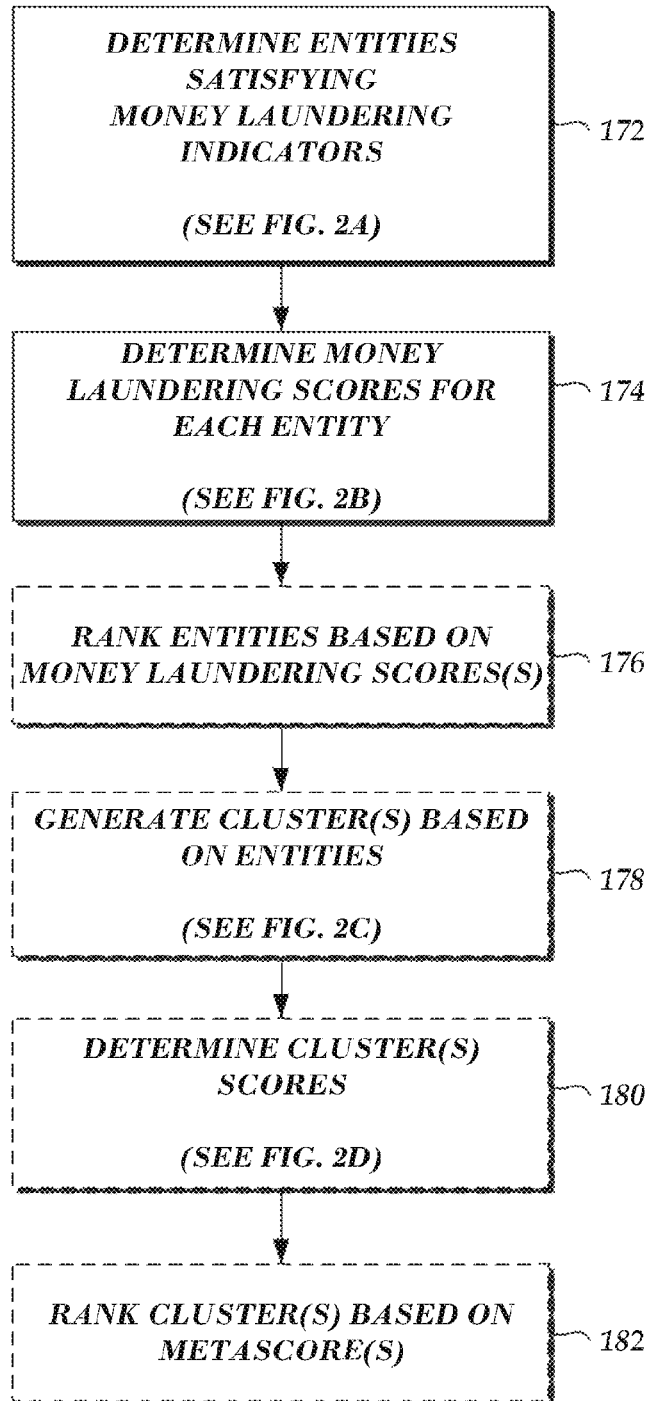 DETERMINE ENTITIES
SATISFYING
MONEY LAUNDERING
INDICATORS
(SEE FIG. 2A)
172
DETERMINE MONEY
LAUNDERING SCORES FOR
EACH ENTITY
(SEE FIG. 2B)
174
RANK ENTITIES BASED ON
MONEY LAUNDERING SCORES(S)
176
GENERATE CLUSTER(S) BASED
ON ENTITIES
(SEE FIG. 2C)
178
DETERMINE CLUSTER(S)
SCORES
(SEE FIG. 2D)
180
RANK CLUSTER(S) BASED ON
METASCORE(S)
182